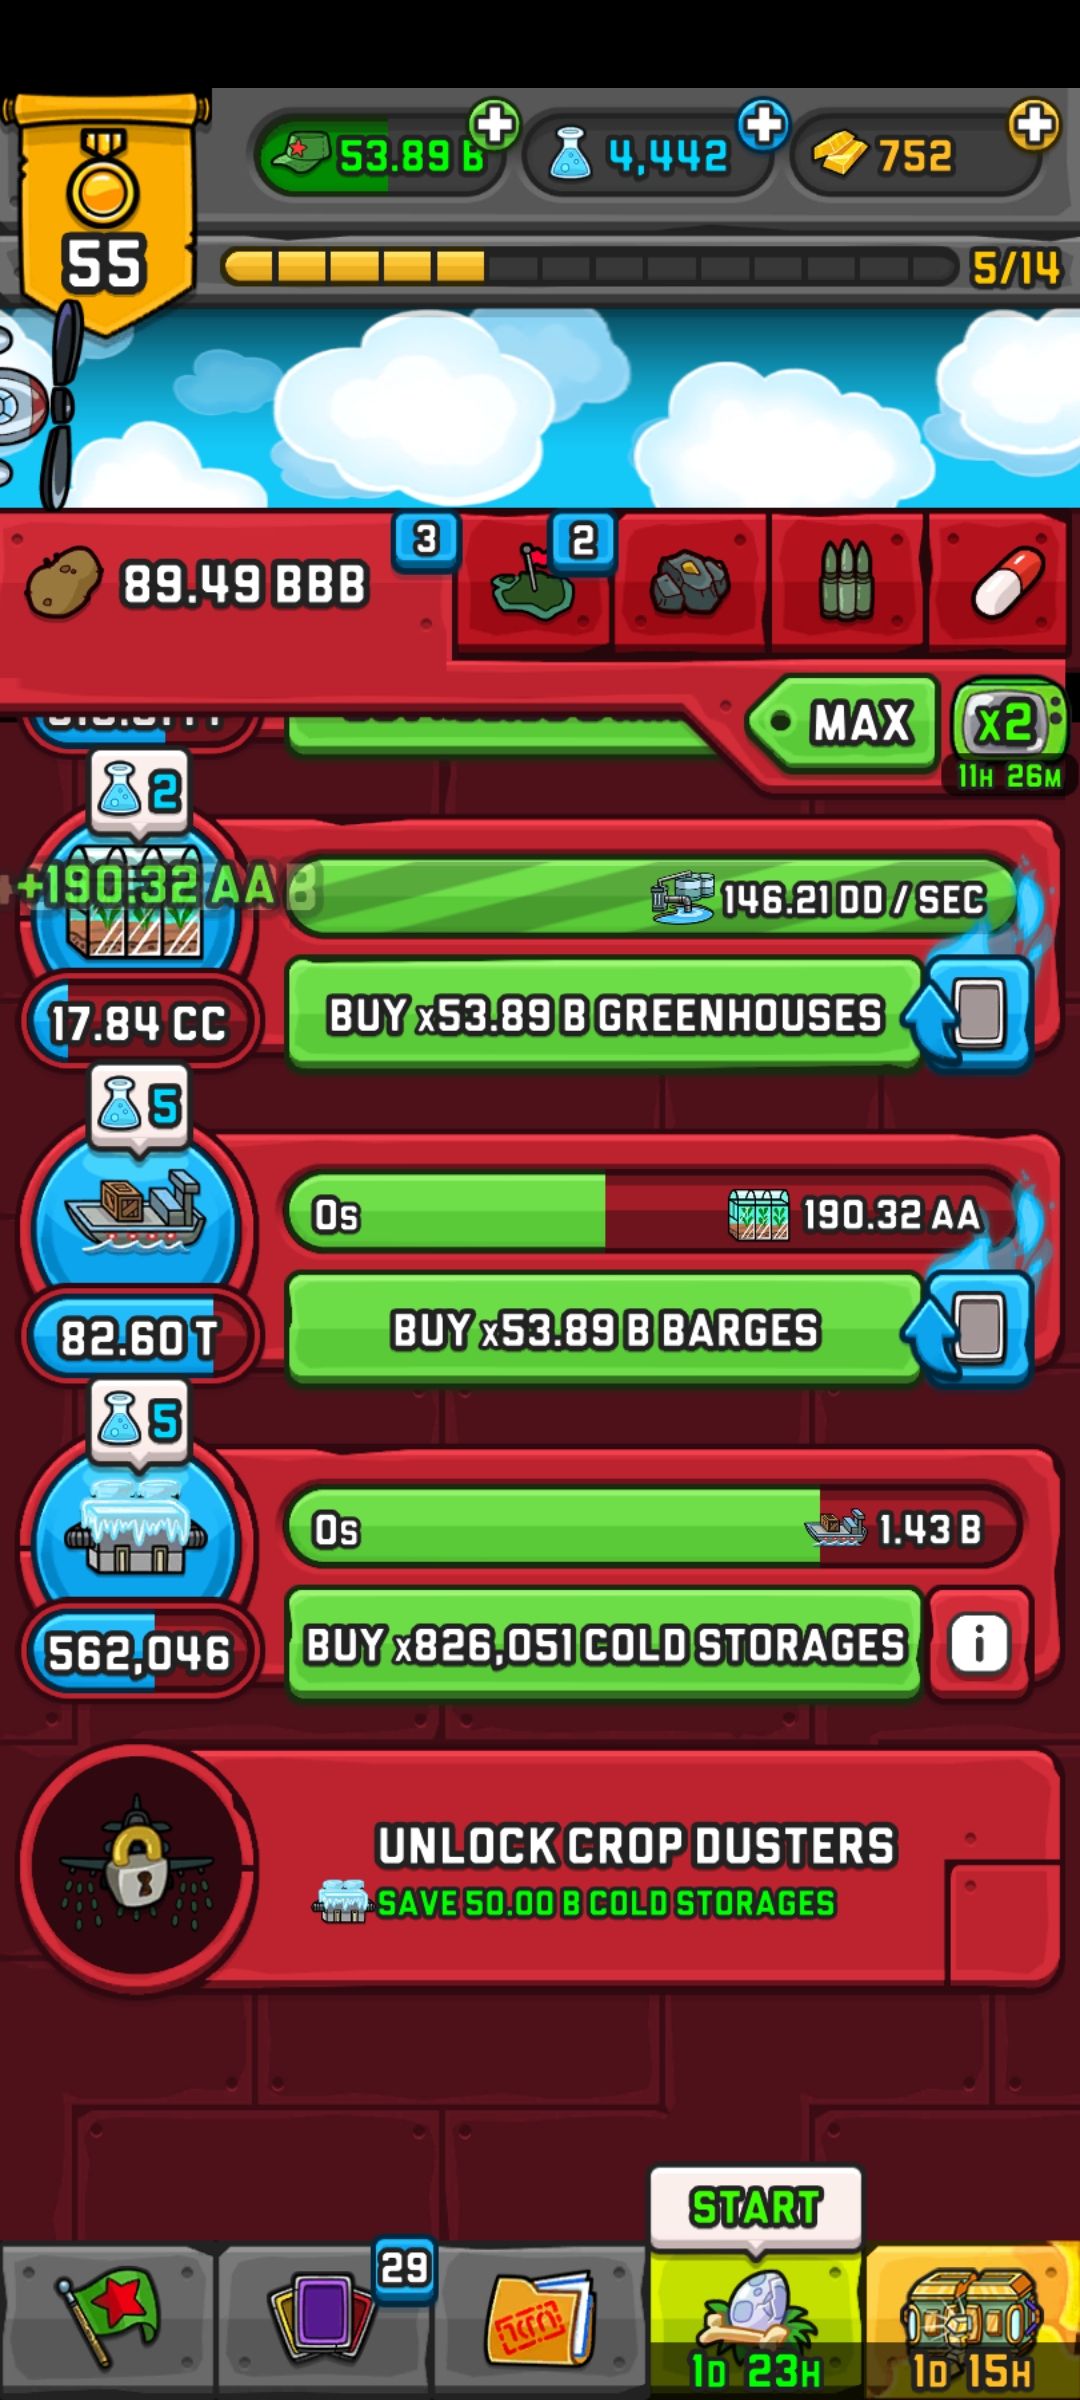 53.89 B
4,442
752
55
5/14
3
2
89.49 BBB
MAX
x2
11H 26M
2
+190.32 AA
B
146.21 DD / SEC
17.84 CC
BUY x53.89 B GREENHOUSES
5
0s
190.32 AA
82.60 T
BUY x53.89 B BARGES
5
0s
1.43 B
562,046
BUY x826,051 COLD STORAGES
i
UNLOCK CROP DUSTERS
SAVE 50.00 B COLD STORAGES
START
29
1D 23H
1D 15H